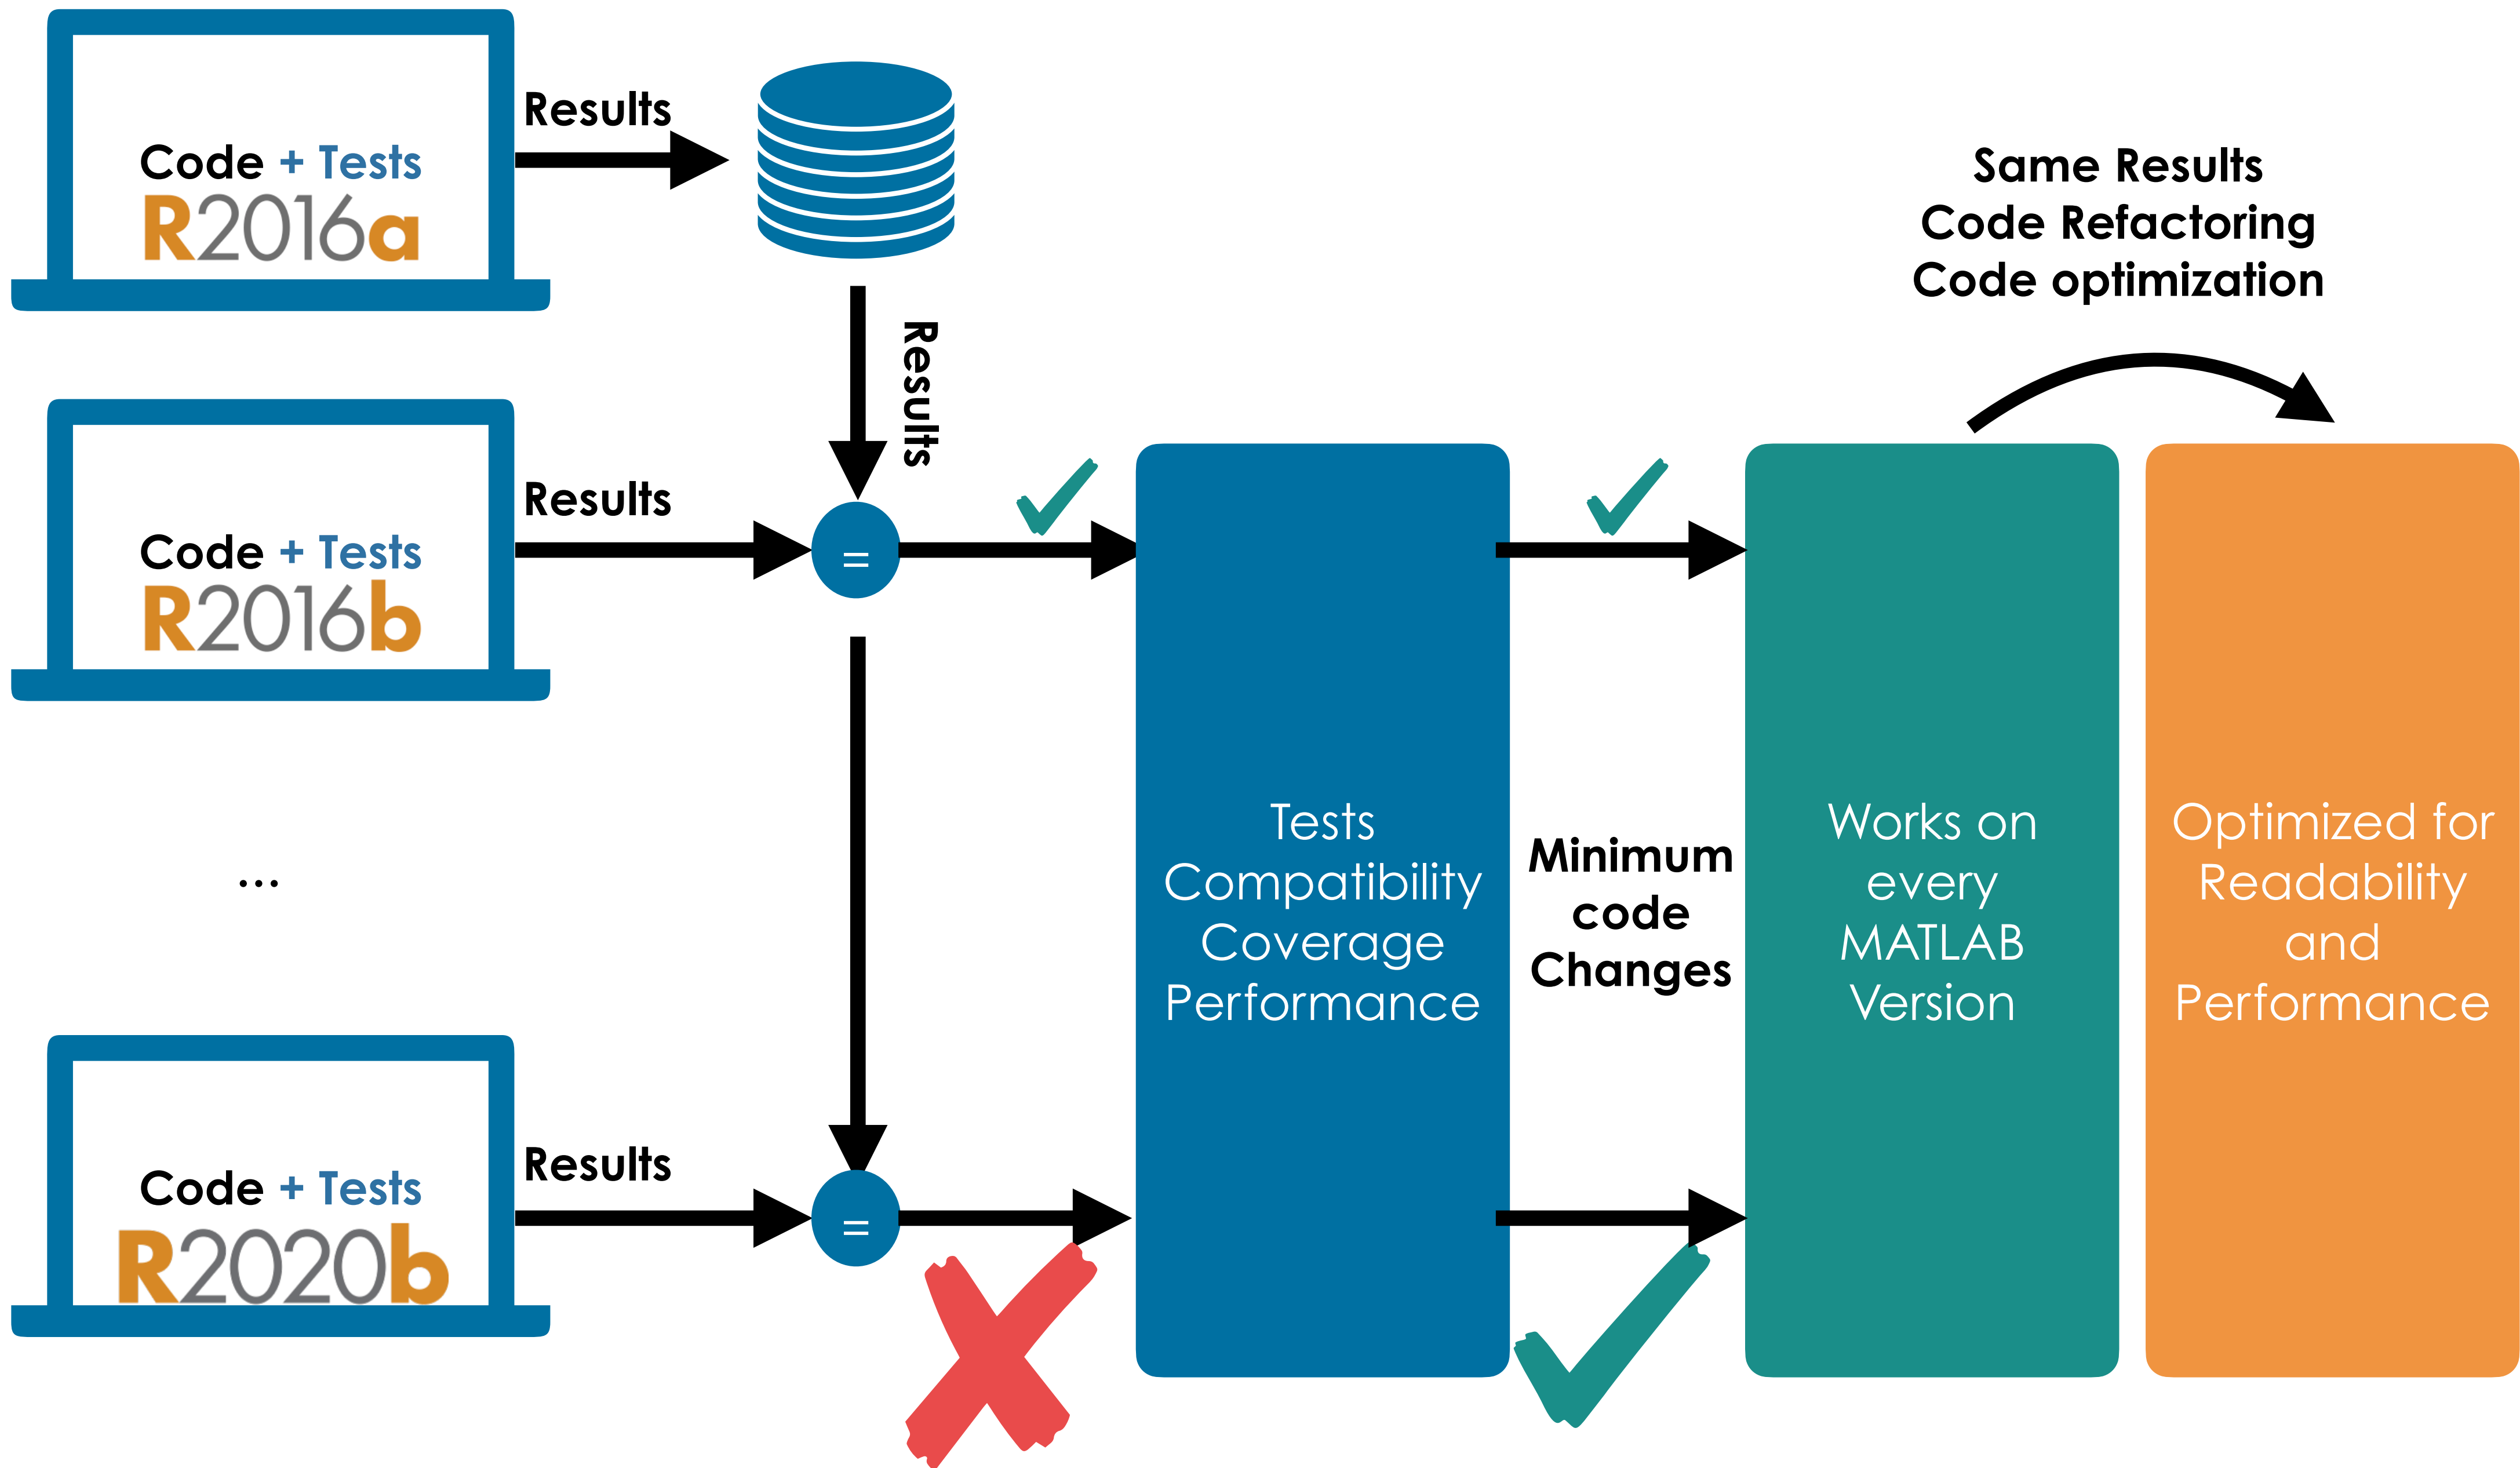 Results
Code + Tests
R2016a
Same Results
Code Refactoring
Code optimization
Results
Results
Code + Tests
R2016b
=
...
Tests
Compatibility
Coverage
Performance
Minimum
code
Changes
Works on
every
MATLAB
Version
Optimized for
Readability
and
Performance
Results
Code + Tests
R2020b
=